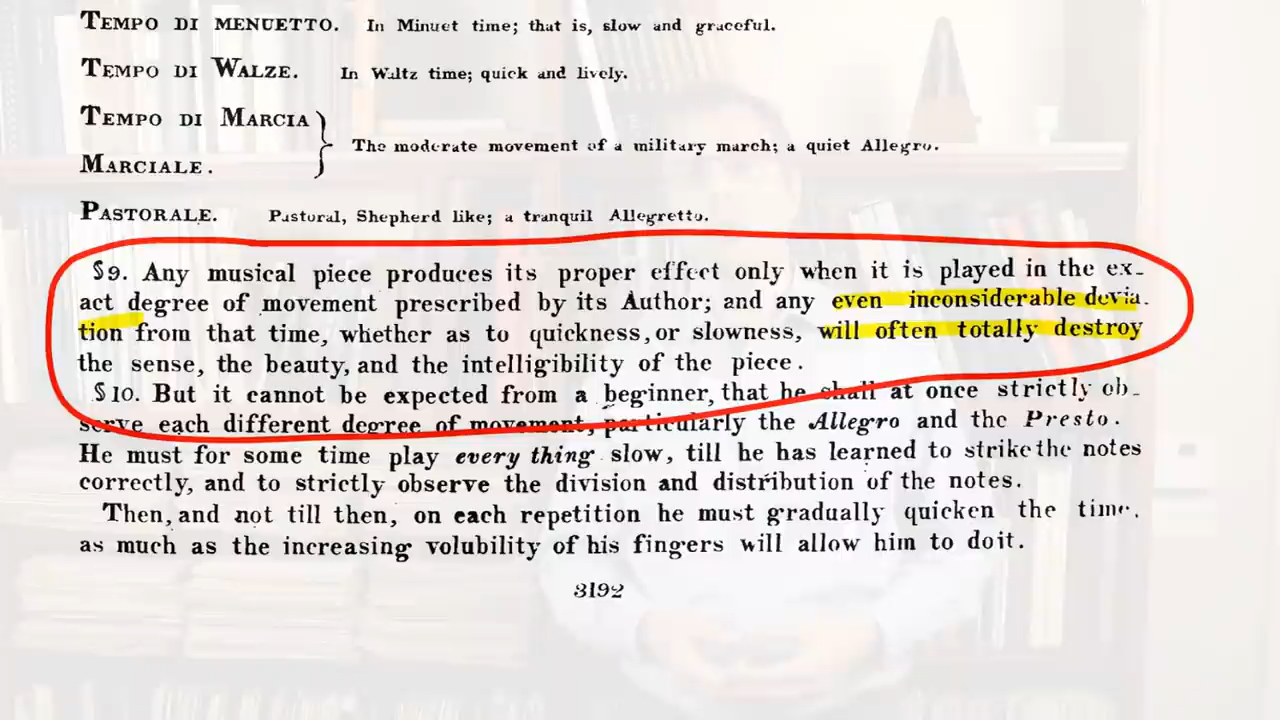 TEMPO DI MENUETTO. In Minuet time; that is, slow and graceful.
TEMPO DI WALZE. In Waltz time; quick and lively.
TEMPO DI MARCIA
MARCIALE. The moderate movement of a military march; a quiet Allegro.
PASTORALE. Pastoral, Shepherd like; a tranquil Allegretto.
§9. Any musical piece produces its proper effect only when it is played in the ex-
act degree of movement prescribed by its Author; and any even inconsiderable devia-
tion from that time, whether as to quickness, or slowness, will often totally destroy
the sense, the beauty, and the intelligibility of the piece.
§10. But it cannot be expected from a beginner, that he shall at once strictly ob-
serve each different degree of movement, particularly the Allegro and the Presto.
He must for some time play every thing slow, till he has learned to strike the notes
correctly, and to strictly observe the division and distribution of the notes.
Then, and not till then, on each repetition he must gradually quicken the time,
as much as the increasing volubility of his fingers will allow him to doit.
3192